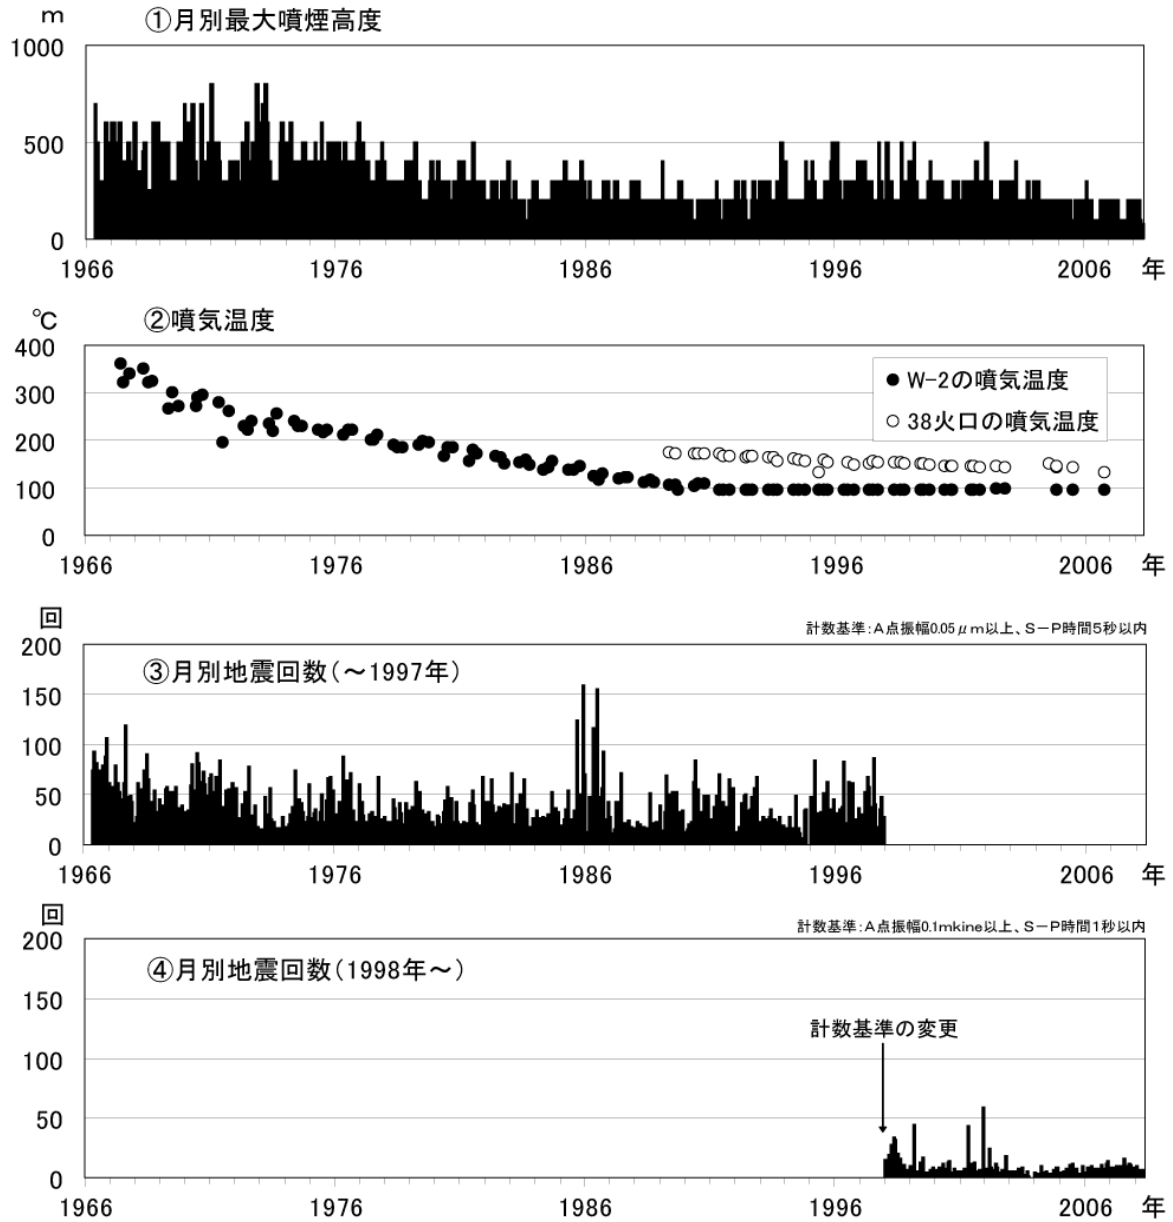 m
①月別最大噴煙高度
1000
500
0
1966 1976 1986 1996 2006 年
℃
②噴気温度
400
300
200
100
0
● W-2の噴気温度
○ 38火口の噴気温度
1966 1976 1986 1996 2006 年
回
計数基準：A点振幅0.05μm以上、S－P時間5秒以内
200
③月別地震回数（～1997年）
150
100
50
0
1966 1976 1986 1996 2006 年
回
計数基準：A点振幅0.1mkine以上、S－P時間1秒以内
200
④月別地震回数（1998年～）
150
計数基準の変更
100
50
0
1966 1976 1986 1996 2006 年